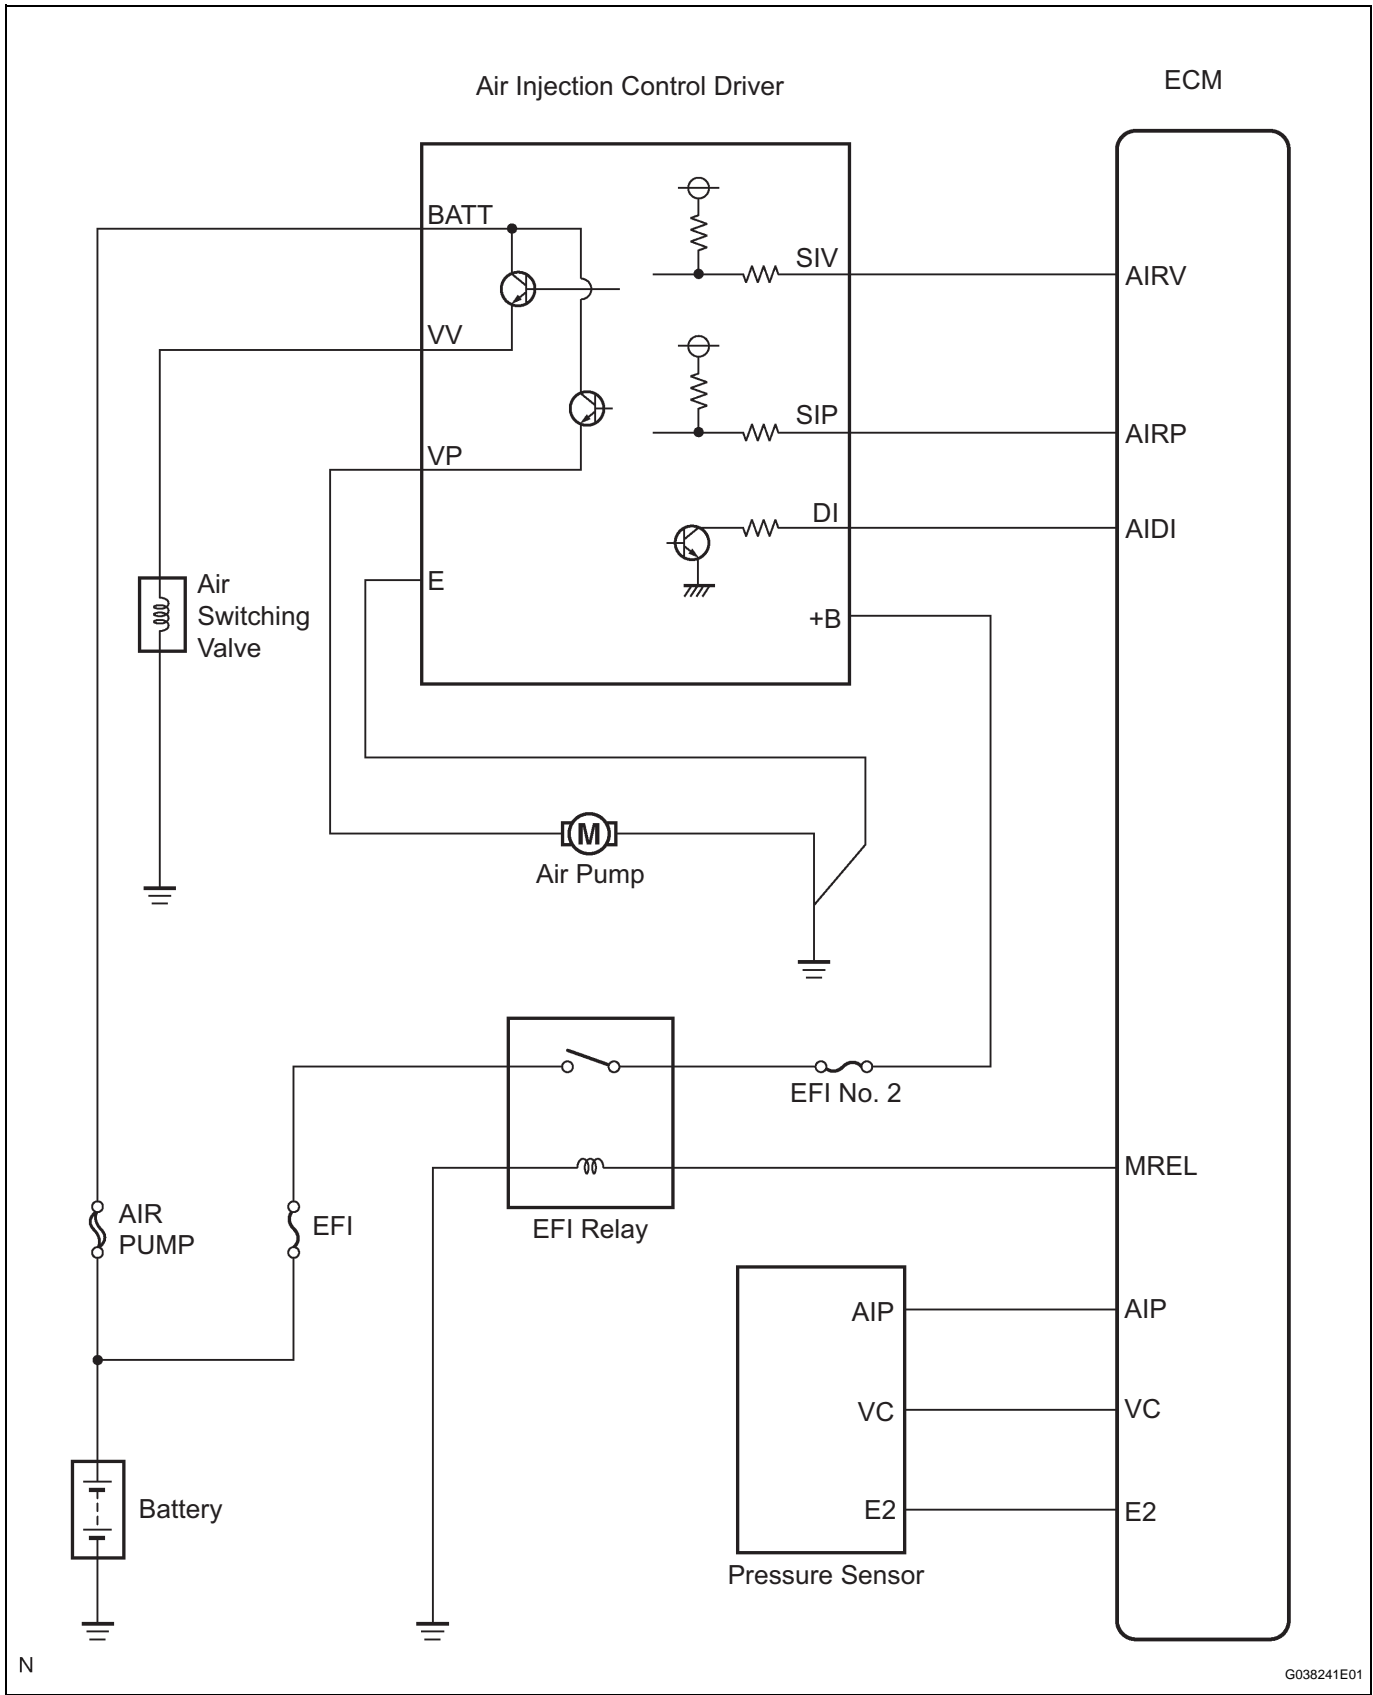 Air Injection Control Driver
ECM
BATT
SIV
AIRV
VV
SIP
AIRP
VP
DI
AIDI
E
+B
Air
Switching
Valve
M
Air Pump
EFI No. 2
MREL
EFI Relay
AIR
PUMP
EFI
AIP
AIP
VC
VC
E2
E2
Pressure Sensor
Battery
N
G038241E01